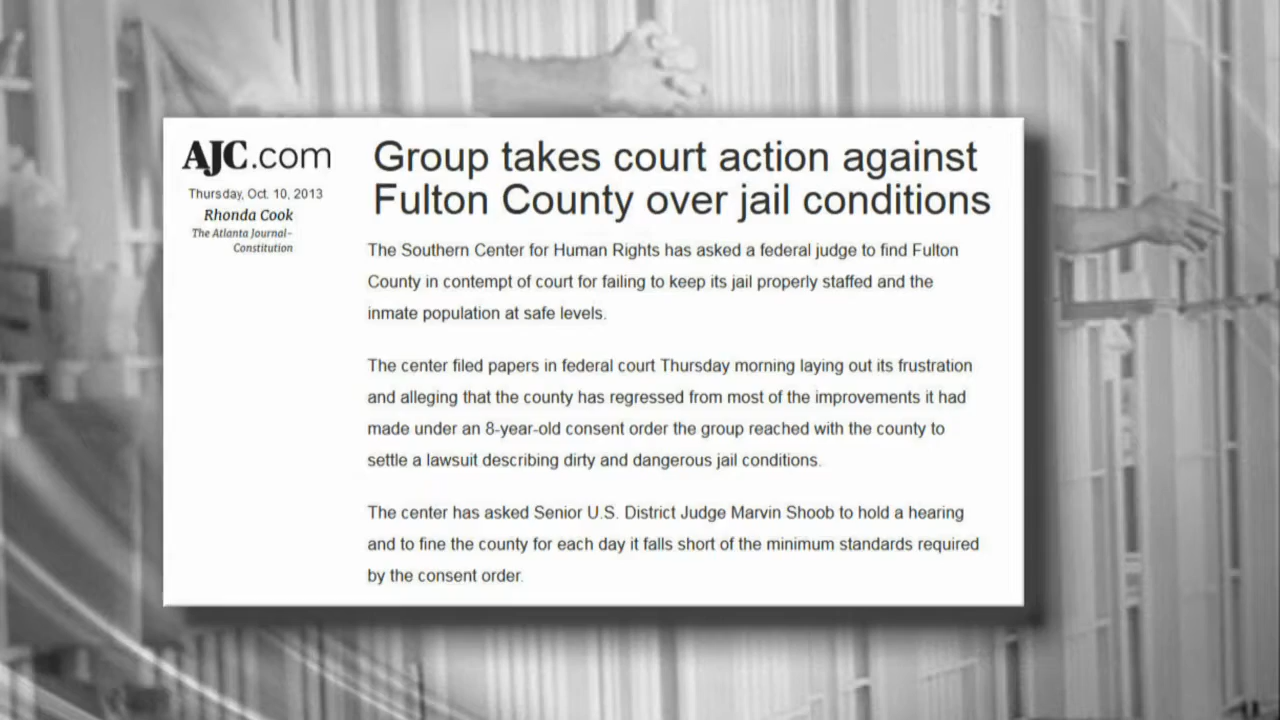 AJC.com
Thursday, Oct. 10, 2013
Rhonda Cook
The Atlanta Journal-
Constitution
Group takes court action against
Fulton County over jail conditions
The Southern Center for Human Rights has asked a federal judge to find Fulton
County in contempt of court for failing to keep its jail properly staffed and the
inmate population at safe levels.
The center filed papers in federal court Thursday morning laying out its frustration
and alleging that the county has regressed from most of the improvements it had
made under an 8-year-old consent order the group reached with the county to
settle a lawsuit describing dirty and dangerous jail conditions.
The center has asked Senior U.S. District Judge Marvin Shoob to hold a hearing
and to fine the county for each day it falls short of the minimum standards required
by the consent order.